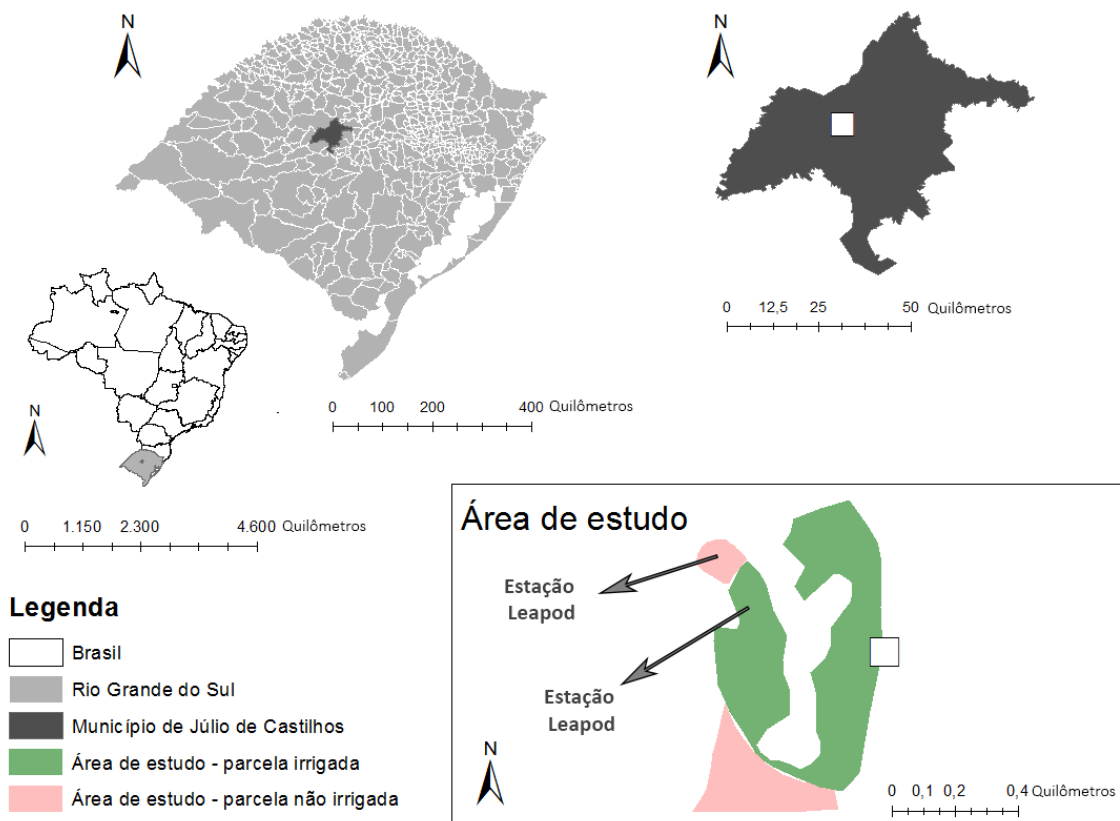 N
N
0 12,5 25 50 Quilômetros
0 100 200 400 Quilômetros
N
0 1.150 2.300 4.600 Quilômetros
Legenda
Brasil
Rio Grande do Sul
Município de Júlio de Castilhos
Área de estudo - parcela irrigada
Área de estudo - parcela não irrigada
Área de estudo
Estação
Leapod
Estação
Leapod
N
0 0,1 0,2 0,4 Quilômetros